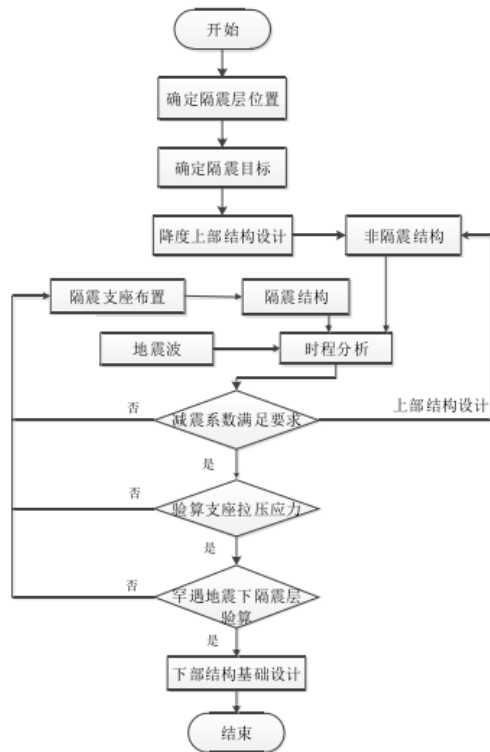 开始
确定隔震层位置
确定隔震目标
降度上部结构设计
非隔震结构
隔震支座布置
隔震结构
地震波
时程分析
否
减震系数满足要求
上部结构设计
是
否
验算支座拉压应力
是
否
罕遇地震下隔震层
验算
是
下部结构基础设计
结束